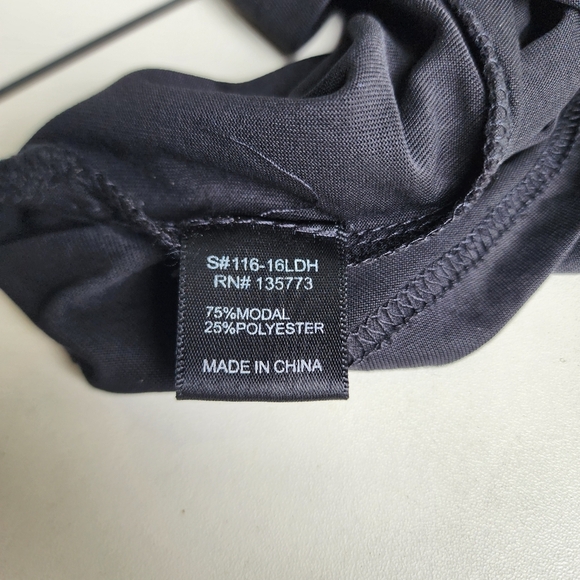 S#116-16LDH
RN# 135773
75%MODAL
25%POLYESTER
MADE IN CHINA